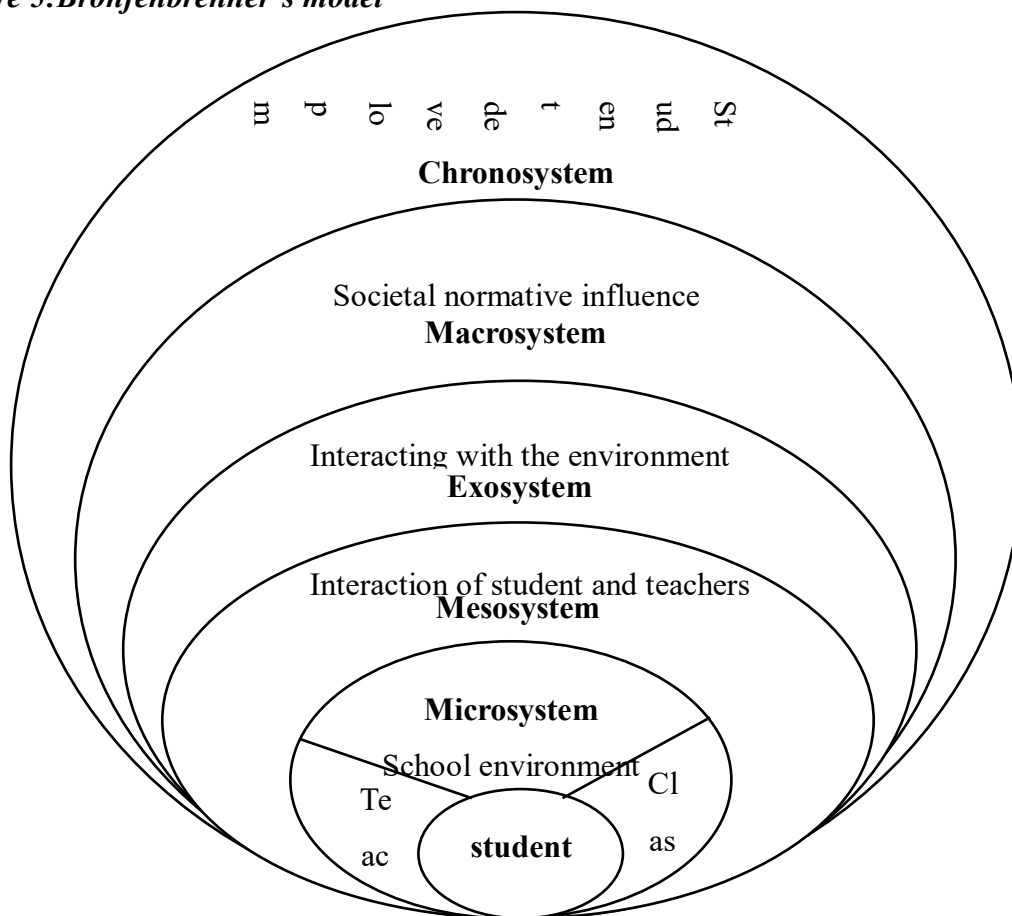 Bronfenbrenner's model
St
ud
en
t
de
ve
lo
p
m
Chronosystem
Societal normative influence
Macrosystem
Interacting with the environment
Exosystem
Interaction of student and teachers
Mesosystem
Microsystem
School environment
Te
ac
Cl
as
student